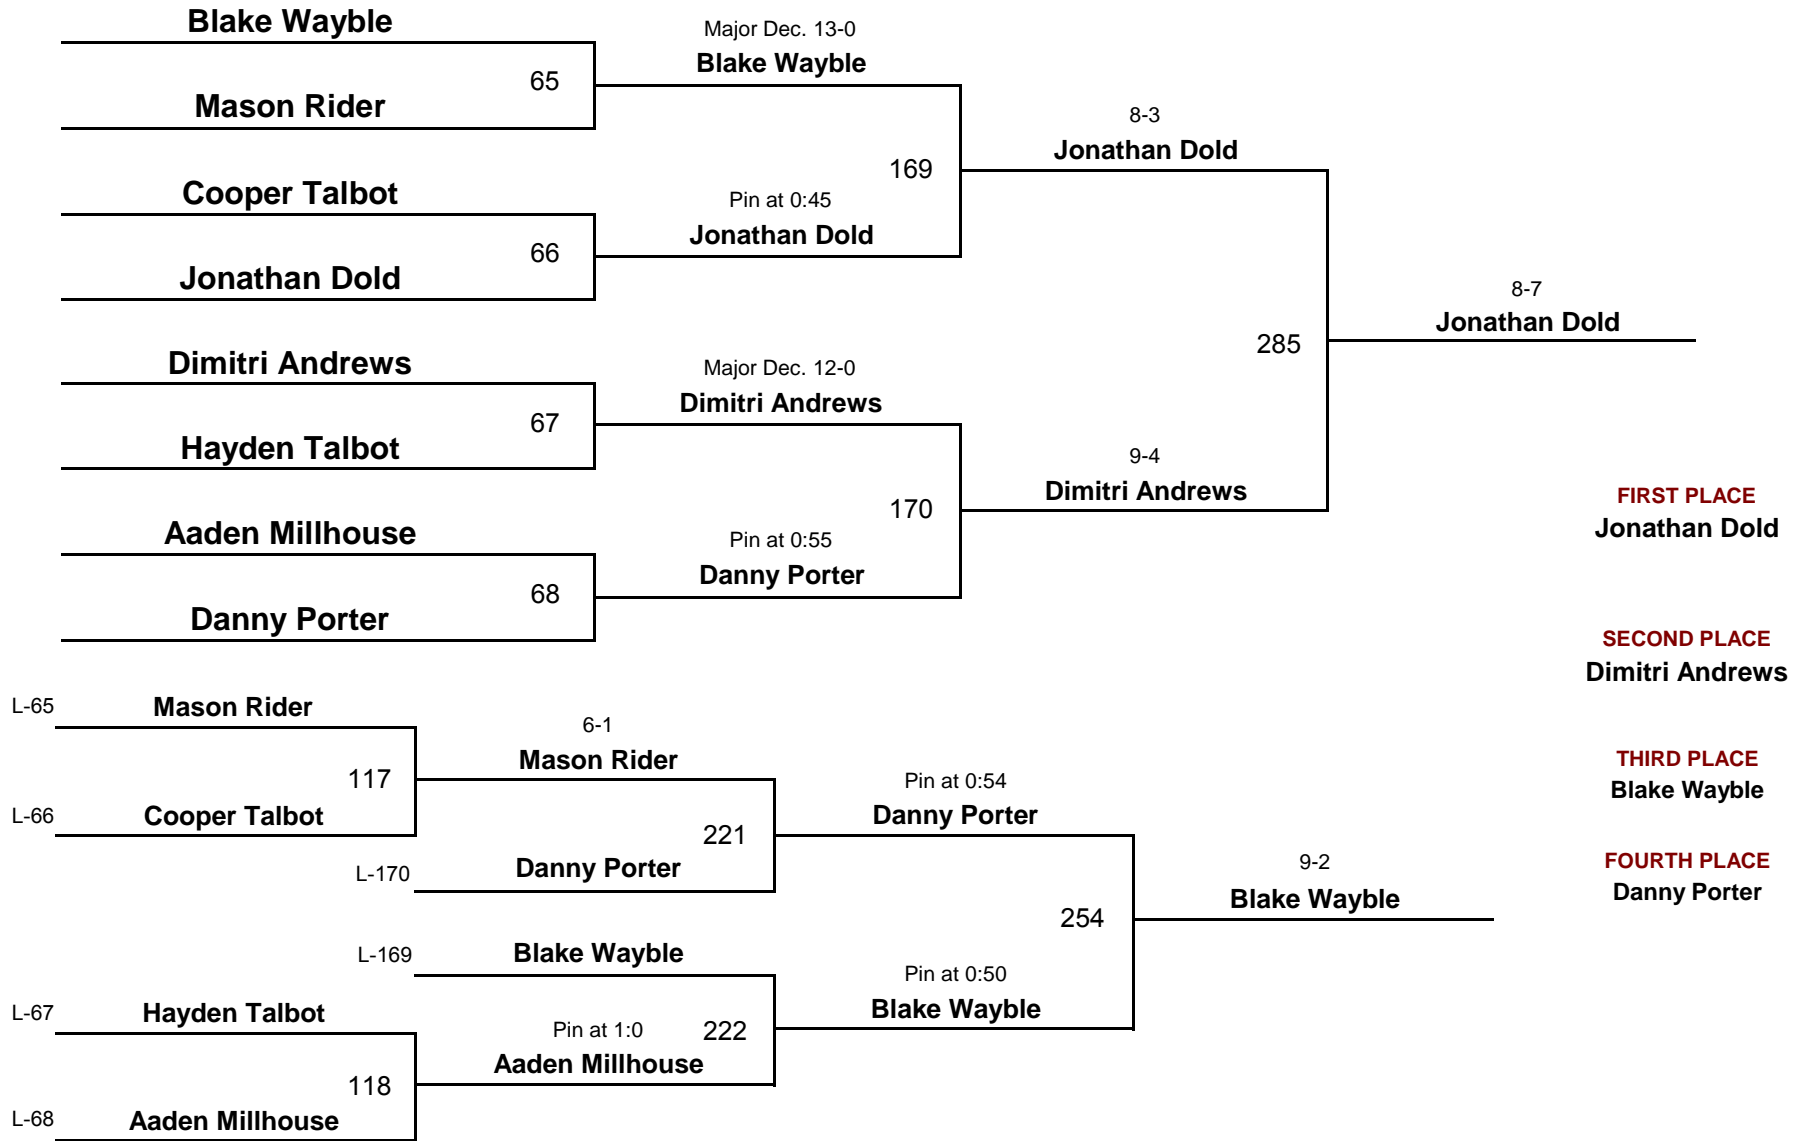 Blake Wayble
Major Dec. 13-0
Blake Wayble
65
Mason Rider
8-3
Jonathan Dold
169
Cooper Talbot
Pin at 0:45
Jonathan Dold
66
Jonathan Dold
8-7
Jonathan Dold
285
Dimitri Andrews
Major Dec. 12-0
Dimitri Andrews
67
Hayden Talbot
9-4
Dimitri Andrews
170
Aaden Millhouse
Pin at 0:55
Danny Porter
68
Danny Porter
FIRST PLACE
Jonathan Dold
SECOND PLACE
Dimitri Andrews
THIRD PLACE
Blake Wayble
FOURTH PLACE
Danny Porter
L-65 Mason Rider
6-1
Mason Rider
117
L-66 Cooper Talbot
Pin at 0:54
Danny Porter
221
L-170 Danny Porter
9-2
Blake Wayble
254
L-169 Blake Wayble
Pin at 0:50
Blake Wayble
L-67 Hayden Talbot
Pin at 1:0
222
Aaden Millhouse
118
L-68 Aaden Millhouse